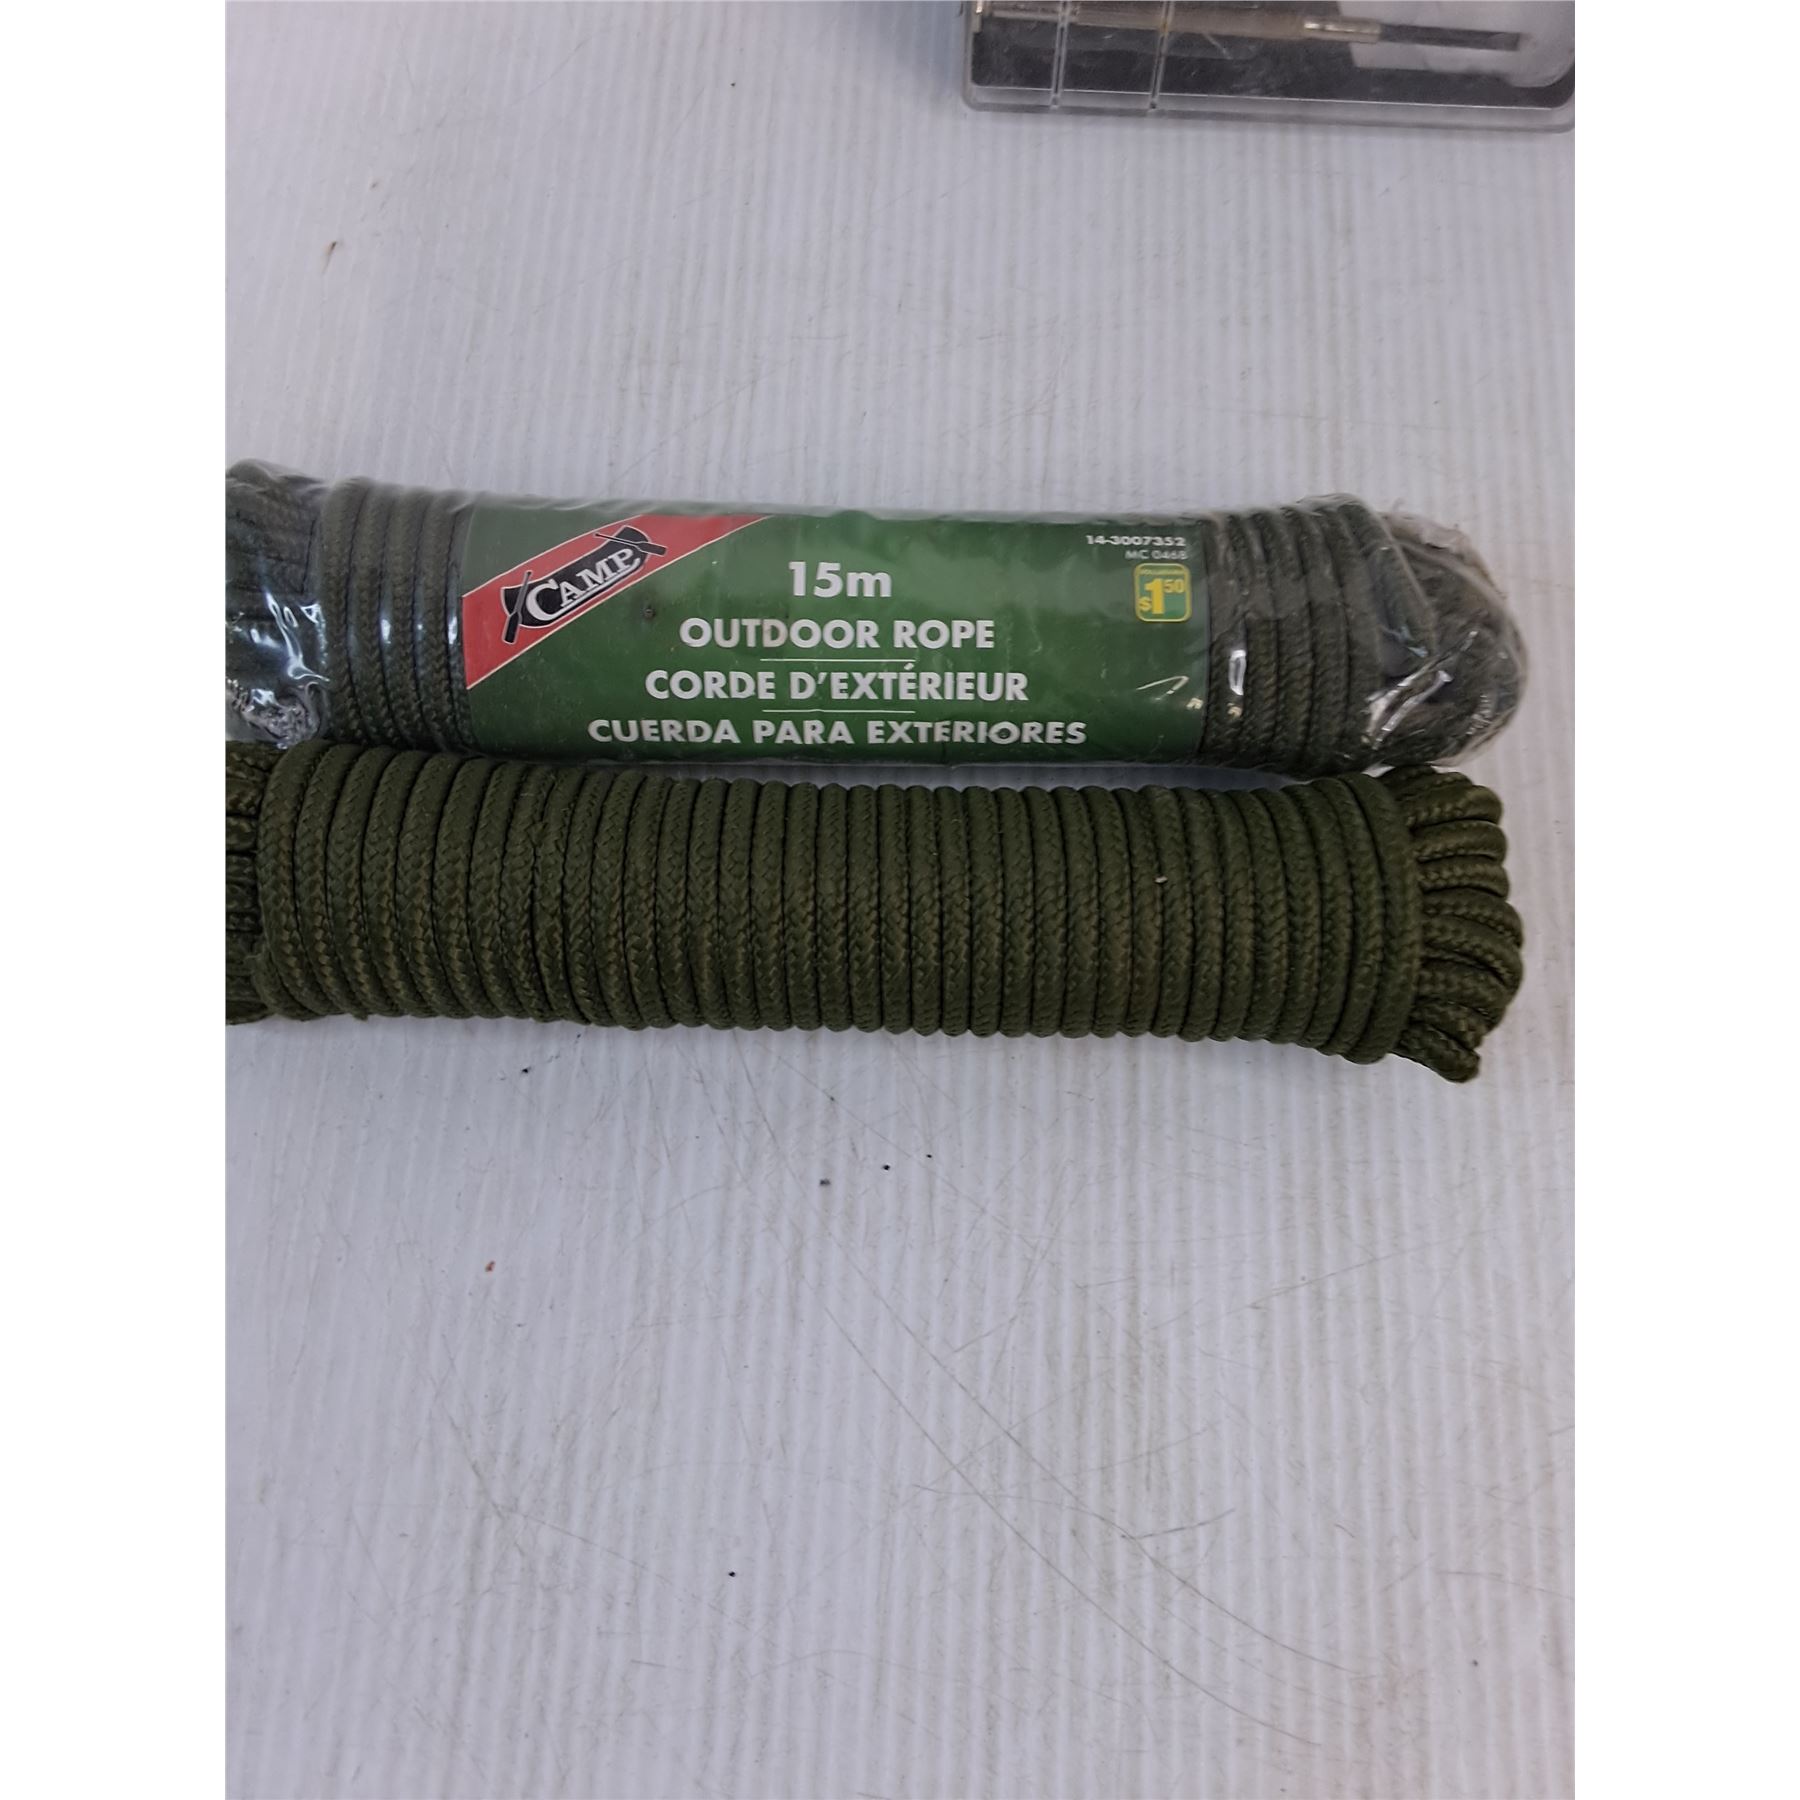 CAMP
15m
OUTDOOR ROPE
CORDE D'EXTÉRIEUR
CUERDA PARA EXTERIORES
14-3007352
MC 0468
$1.50